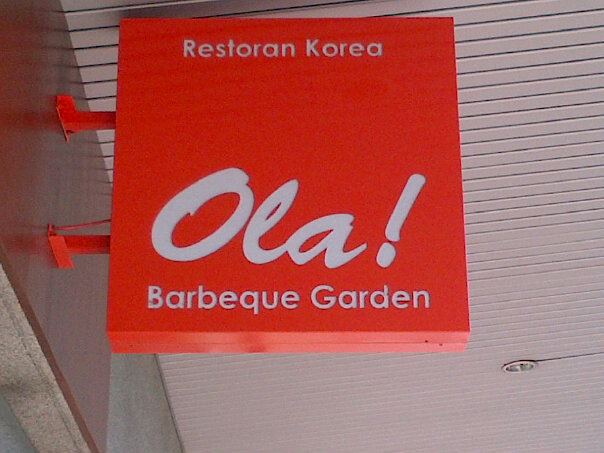 Restoran Korea
Ola!
Barbeque Garden